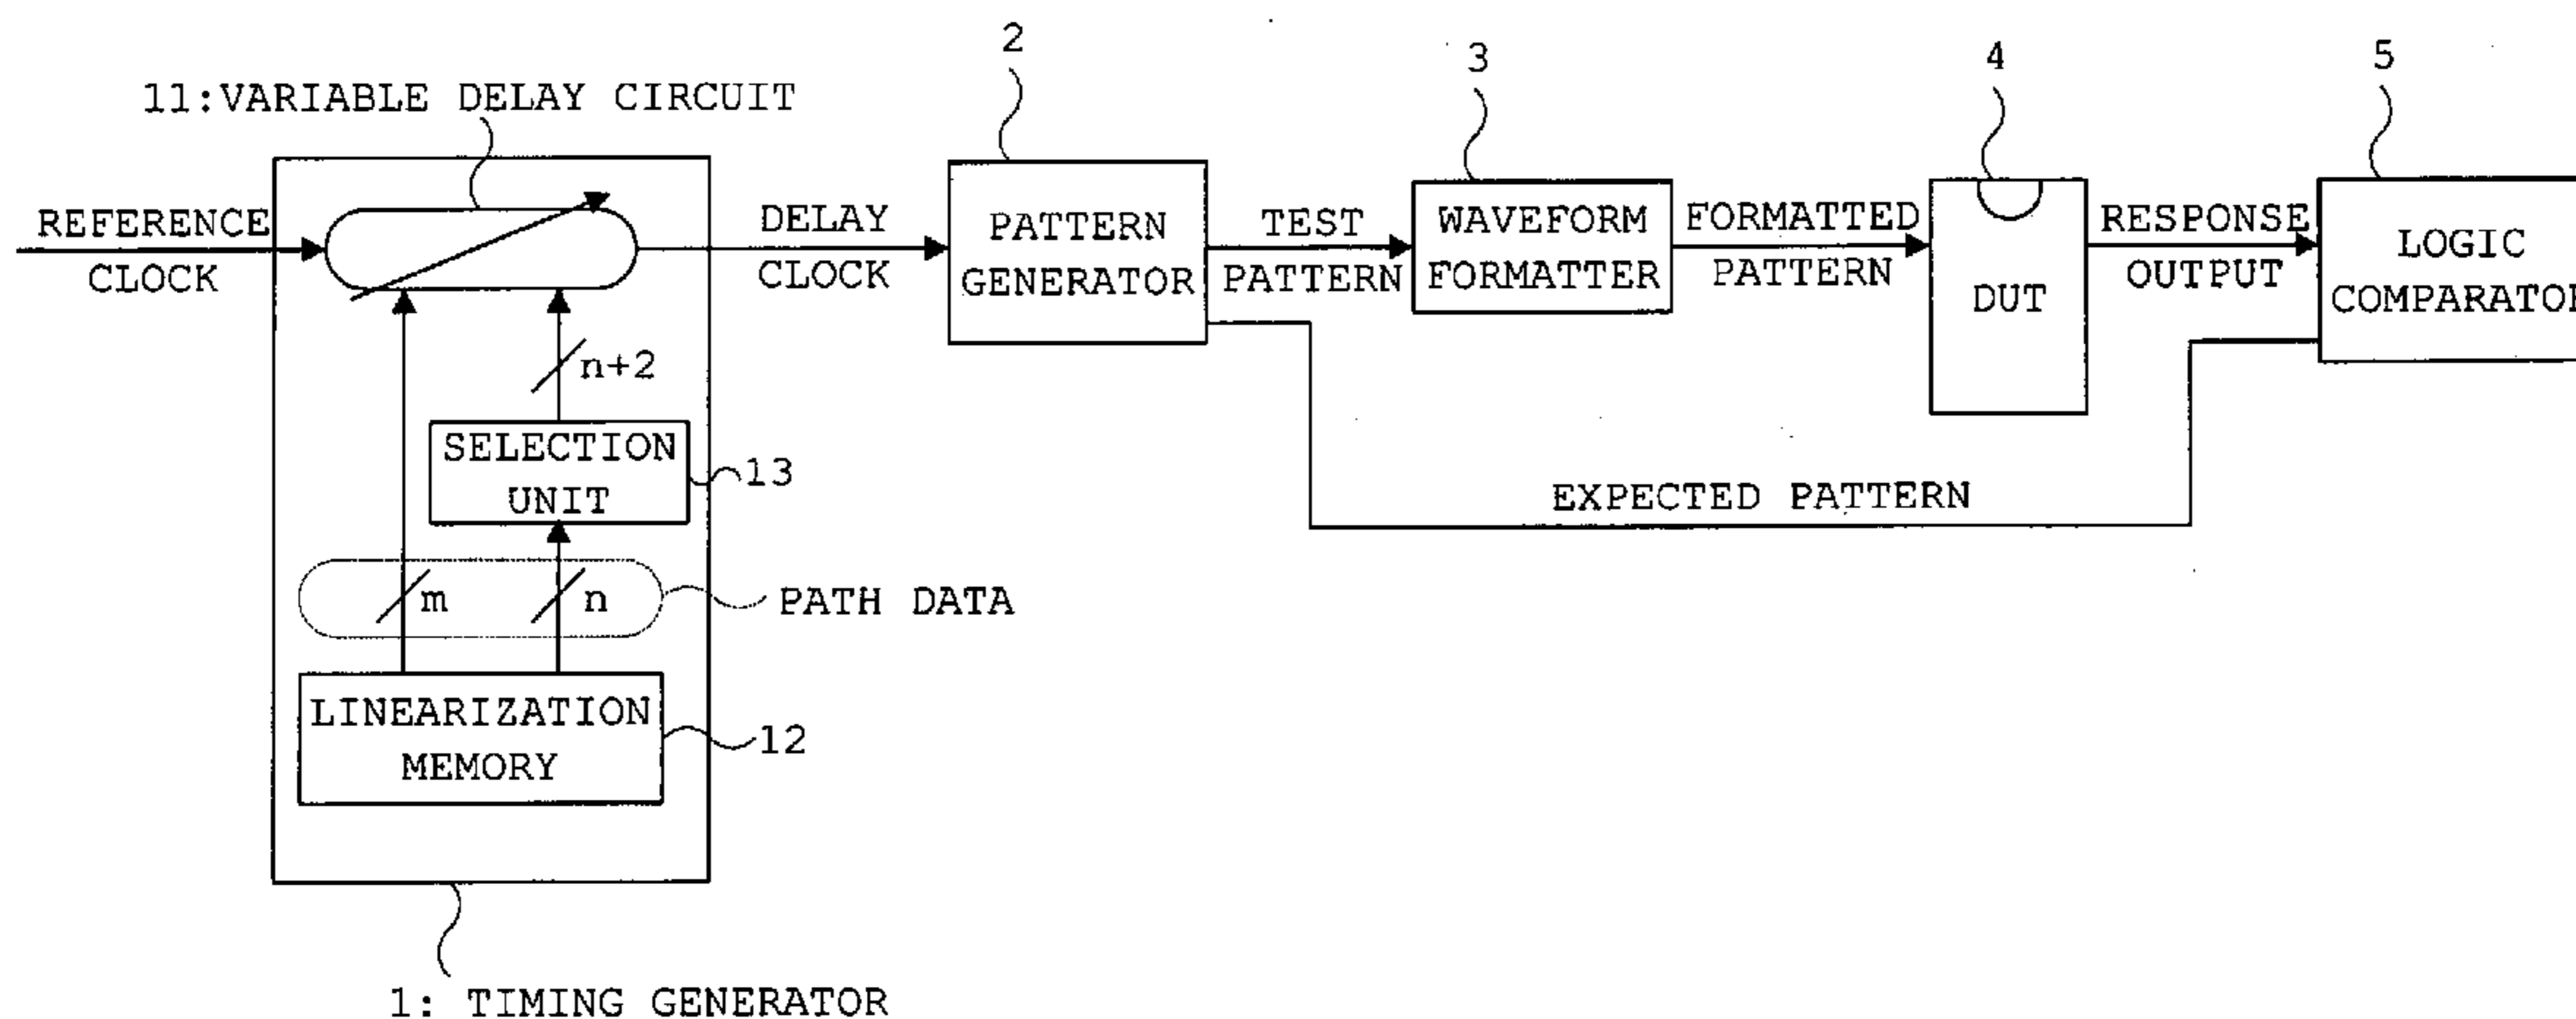 2
3
4
5
11:VARIABLE DELAY CIRCUIT
REFERENCE
CLOCK
DELAY
CLOCK
PATTERN
GENERATOR
TEST
PATTERN
WAVEFORM
FORMATTER
FORMATTED
PATTERN
DUT
RESPONSE
OUTPUT
LOGIC
n+2
SELECTION
UNIT
13
EXPECTED PATTERN
m
n
PATH DATA
LINEARIZATION
MEMORY
12
1: TIMING GENERATOR